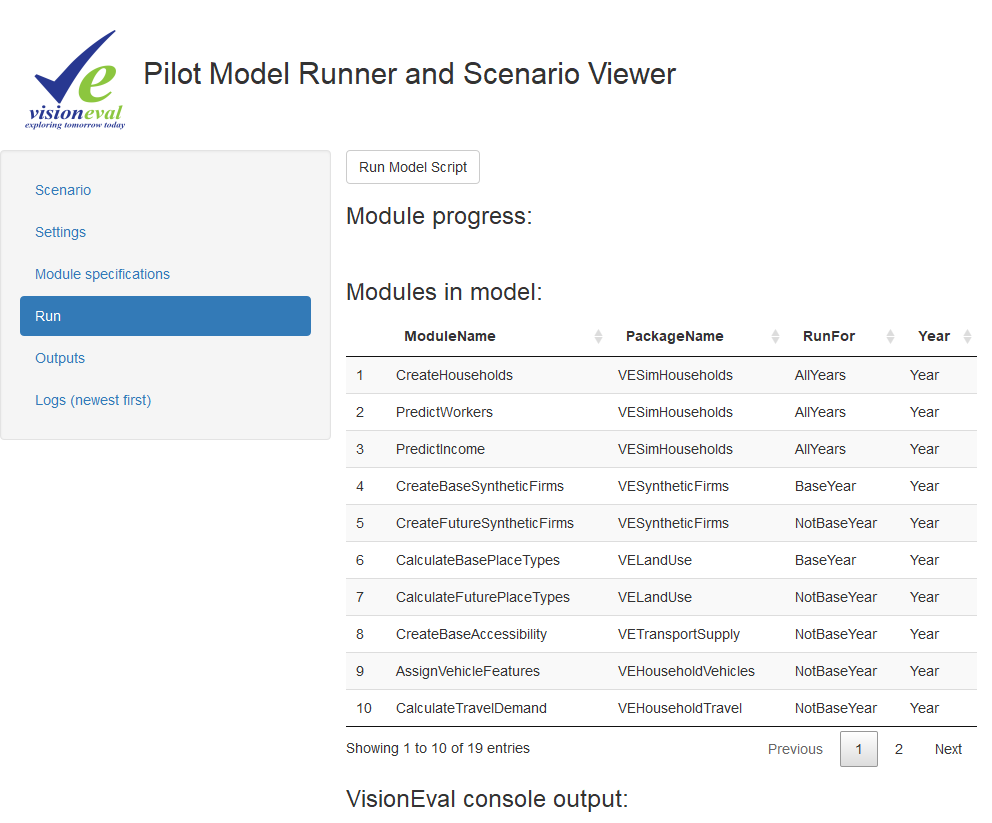 visioneval
exploring tomorrow today
Pilot Model Runner and Scenario Viewer
Scenario
Settings
Module specifications
Run
Outputs
Logs (newest first)
Run Model Script
Module progress:
Modules in model:
ModuleName PackageName RunFor Year
1 CreateHouseholds VESimHouseholds AllYears Year
2 PredictWorkers VESimHouseholds AllYears Year
3 PredictIncome VESimHouseholds AllYears Year
4 CreateBaseSyntheticFirms VESyntheticFirms BaseYear Year
5 CreateFutureSyntheticFirms VESyntheticFirms NotBaseYear Year
6 CalculateBasePlaceTypes VELandUse BaseYear Year
7 CalculateFuturePlaceTypes VELandUse NotBaseYear Year
8 CreateBaseAccessibility VETransportSupply NotBaseYear Year
9 AssignVehicleFeatures VEHouseholdVehicles NotBaseYear Year
10 CalculateTravelDemand VEHouseholdTravel NotBaseYear Year
Showing 1 to 10 of 19 entries Previous 1 2 Next
VisionEval console output: